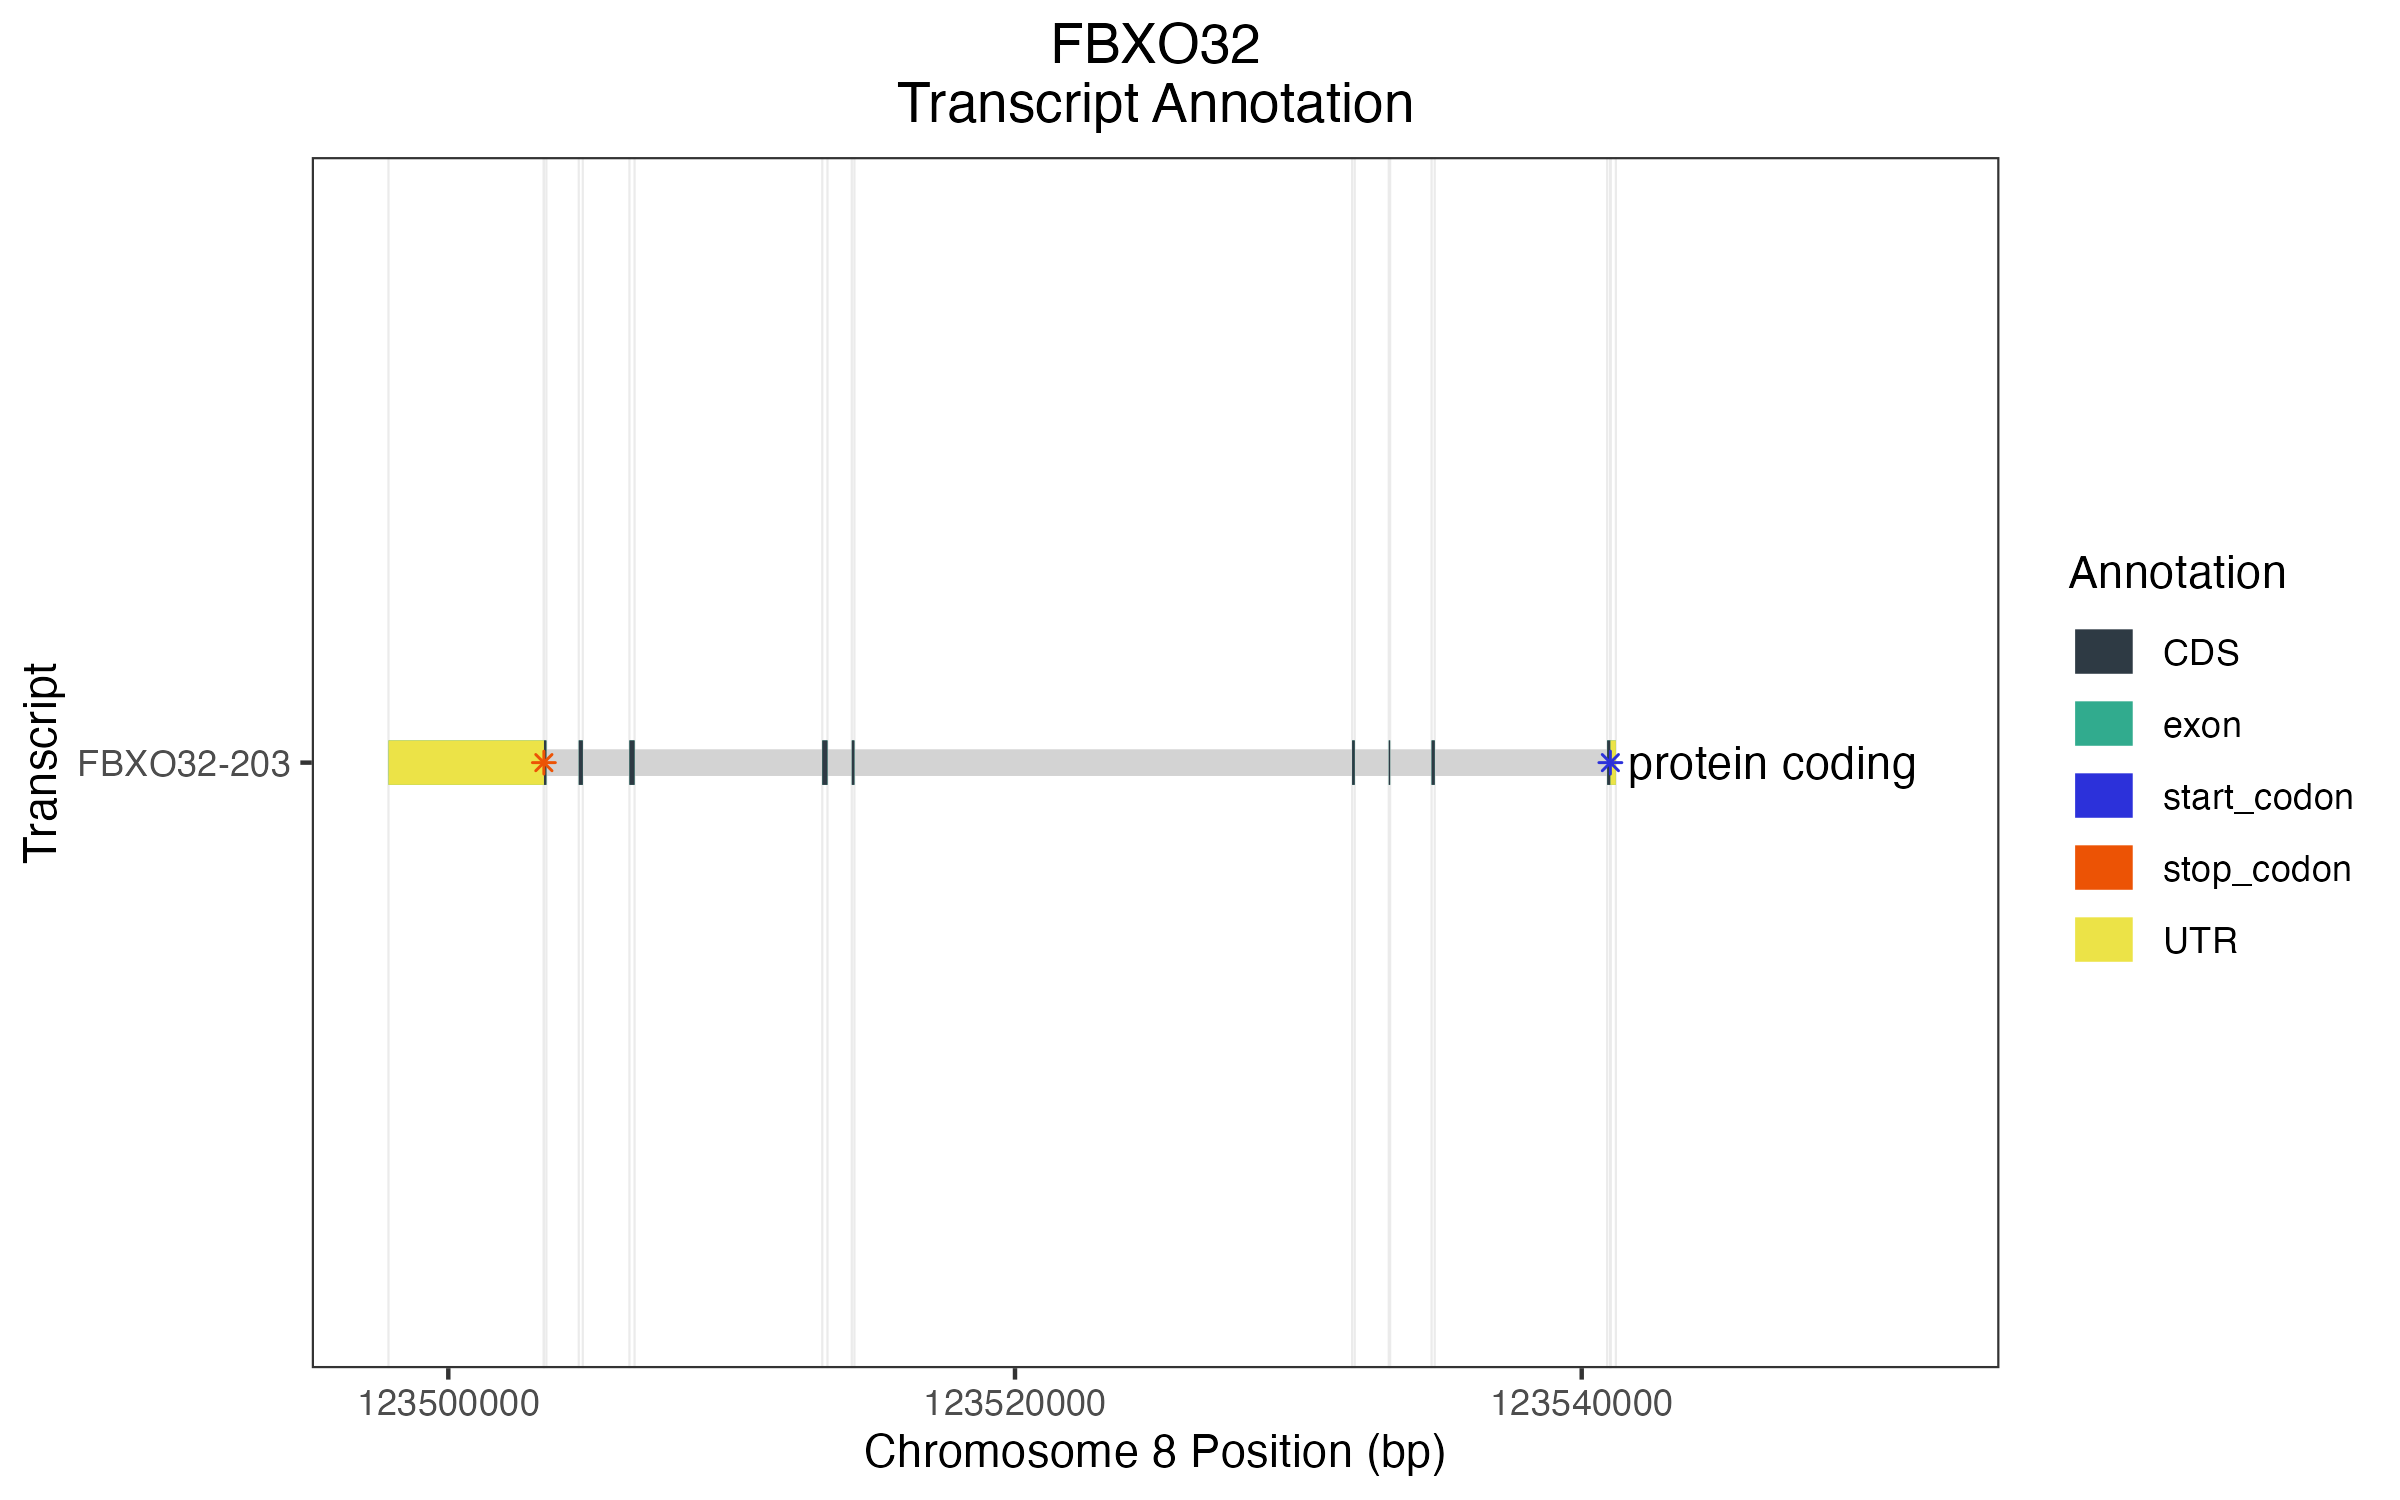 FBXO32
Transcript Annotation
Transcript
FBXO32-203
protein coding
123500000
123520000
123540000
Chromosome 8 Position (bp)
Annotation
CDS
exon
start_codon
stop_codon
UTR